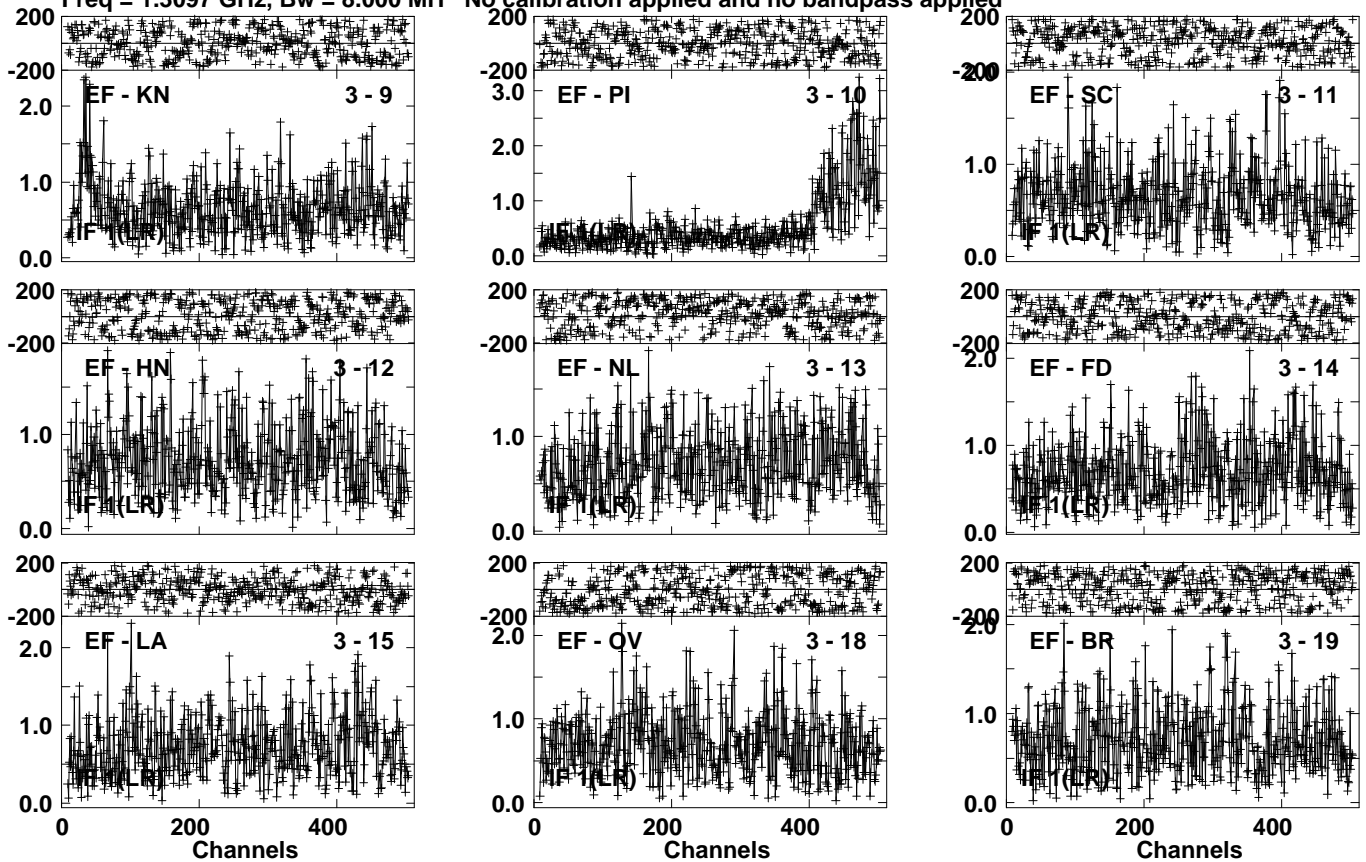 Freq = 1.3097 GHz, Bw = 8.000 MH No calibration applied and no bandpass applied
200
-200
EF - KN 3 - 9
2.0
1.0
0.0
IF 1(LR)
200
-200
EF - PI 3 - 10
3.0
2.0
1.0
0.0
IF 1(LR)
200
-200
2.0
EF - SC 3 - 11
1.0
0.0
IF 1(LR)
200
-200
EF - HN 3 - 12
1.0
0.0
IF 1(LR)
200
-200
EF - NL 3 - 13
1.0
0.0
IF 1(LR)
200
-200
2.0
EF - FD 3 - 14
1.0
0.0
IF 1(LR)
200
-200
EF - LA 3 - 15
2.0
1.0
0.0
IF 1(LR)
0 200 400
Channels
200
-200
EF - OV 3 - 18
2.0
1.0
0.0
IF 1(LR)
0 200 400
Channels
200
-200
2.0
EF - BR 3 - 19
1.0
0.0
IF 1(LR)
0 200 400
Channels